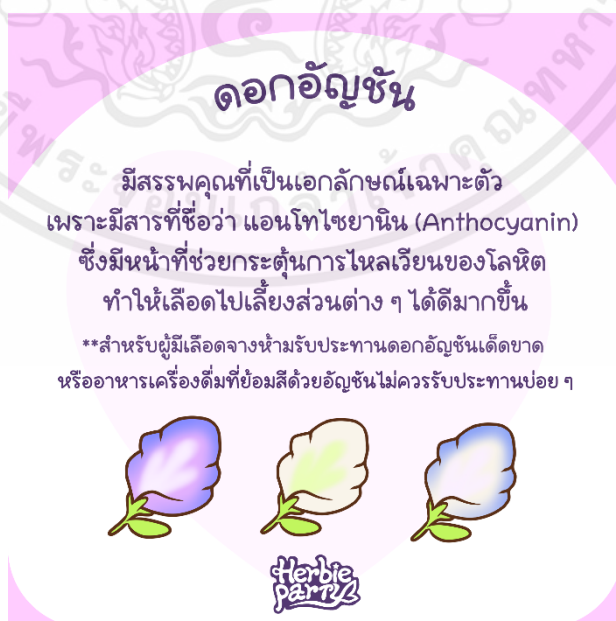 ดอกอัญชัน
มีสรรพคุณที่เป็นเอกลักษณ์เฉพาะตัว
เพราะมีสารที่ชื่อว่า แอนโทไซยานิน (Anthocyanin)
ซึ่งมีหน้าที่ช่วยกระตุ้นการไหลเวียนของโลหิต
ทำให้เลือดไปเลี้ยงส่วนต่าง ๆ ได้ดีมากขึ้น
**สำหรับผู้มีเลือดจางห้ามรับประทานดอกอัญชันเด็ดขาด
หรืออาหารเครื่องดื่มที่ย้อมสีด้วยอัญชันไม่ควรรับประทานบ่อย ๆ
Herbie
Party